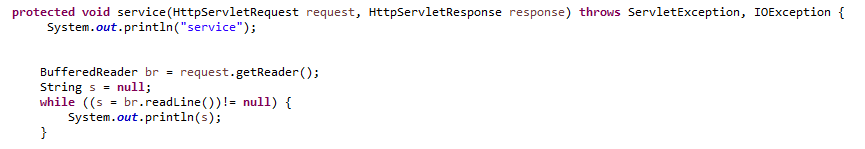 protected void service(HttpServletRequest request, HttpServletResponse response) throws ServletException, IOException {
System.out.println("service");
BufferedReader br = request.getReader();
String s = null;
while ((s = br.readLine())!= null) {
System.out.println(s);
}